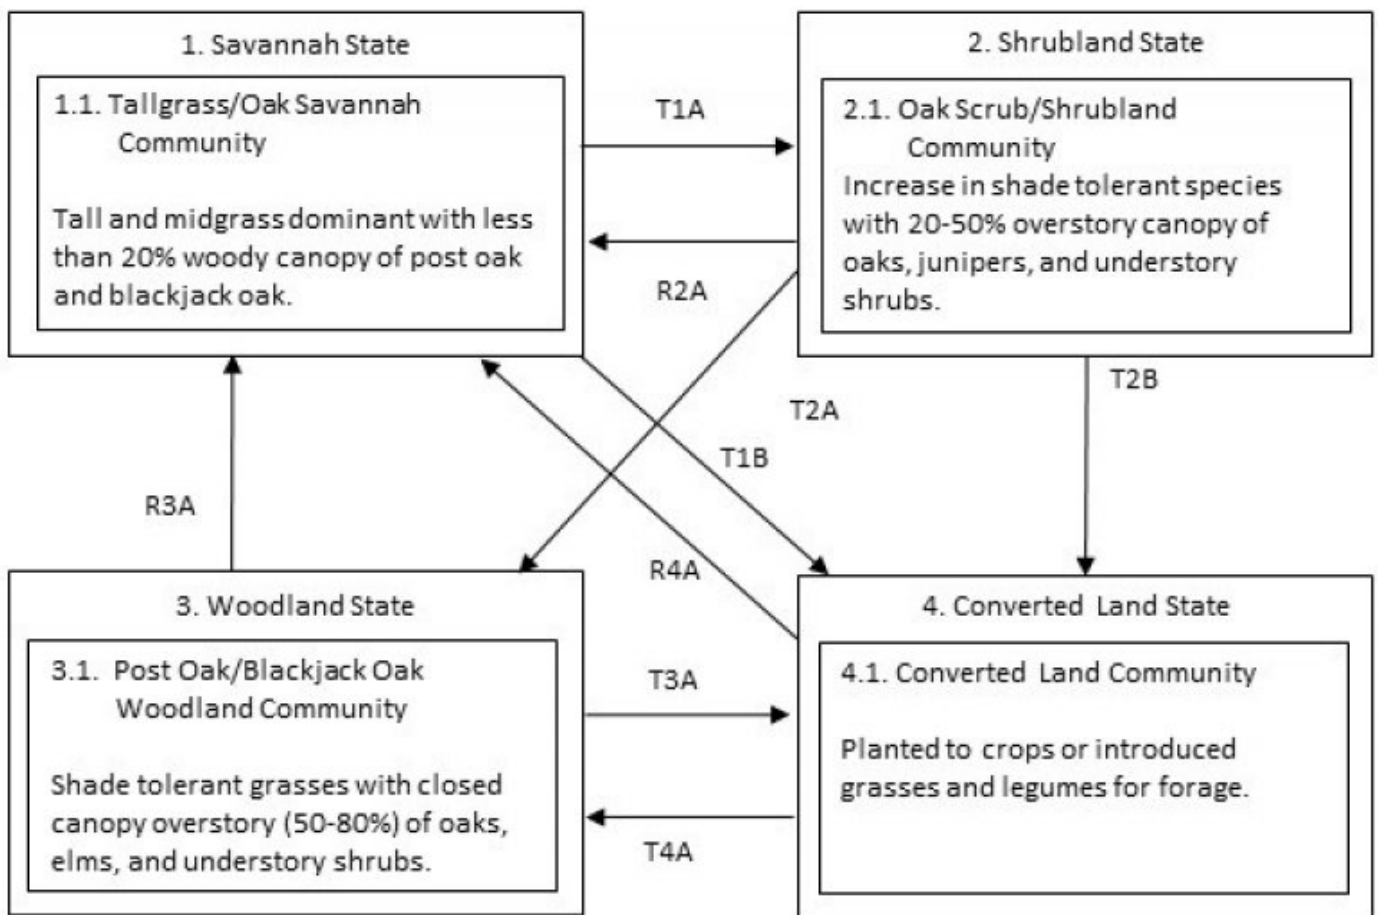 1. Savannah State
1.1. Tallgrass/Oak Savannah
Community
Tall and midgrass dominant with less
than 20% woody canopy of post oak
and blackjack oak.
T1A
R2A
2. Shrubland State
2.1. Oak Scrub/Shrubland
Community
Increase in shade tolerant species
with 20-50% overstory canopy of
oaks, junipers, and understory
shrubs.
T2B
T2A
T1B
R3A
R4A
3. Woodland State
3.1. Post Oak/Blackjack Oak
Woodland Community
Shade tolerant grasses with closed
canopy overstory (50-80%) of oaks,
elms, and understory shrubs.
T3A
T4A
4. Converted Land State
4.1. Converted Land Community
Planted to crops or introduced
grasses and legumes for forage.